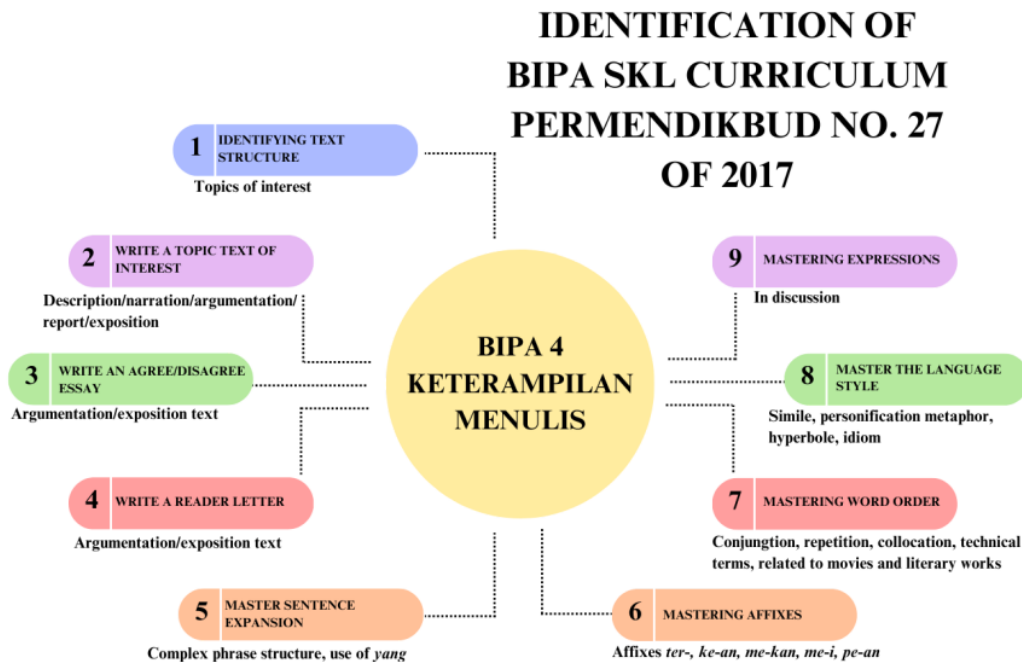 IDENTIFICATION OF
BIPA SKL CURRICULUM
PERMENDIKBUD NO. 27
OF 2017
1
IDENTIFYING TEXT
STRUCTURE
Topics of interest
2
WRITE A TOPIC TEXT OF
INTEREST
Description/narration/argumentation/
report/exposition
3
WRITE AN AGREE/DISAGREE
ESSAY
Argumentation/exposition text
4
WRITE A READER LETTER
Argumentation/exposition text
5
MASTER SENTENCE
EXPANSION
Complex phrase structure, use of yang
BIPA 4
KETERAMPILAN
MENULIS
6
MASTERING AFFIXES
Affixes ter-, ke-an, me-kan, me-i, pe-an
7
MASTERING WORD ORDER
Conjungtion, repetition, collocation, technical
terms, related to movies and literary works
8
MASTER THE LANGUAGE
STYLE
Simile, personification metaphor,
hyperbole, idiom
9
MASTERING EXPRESSIONS
In discussion